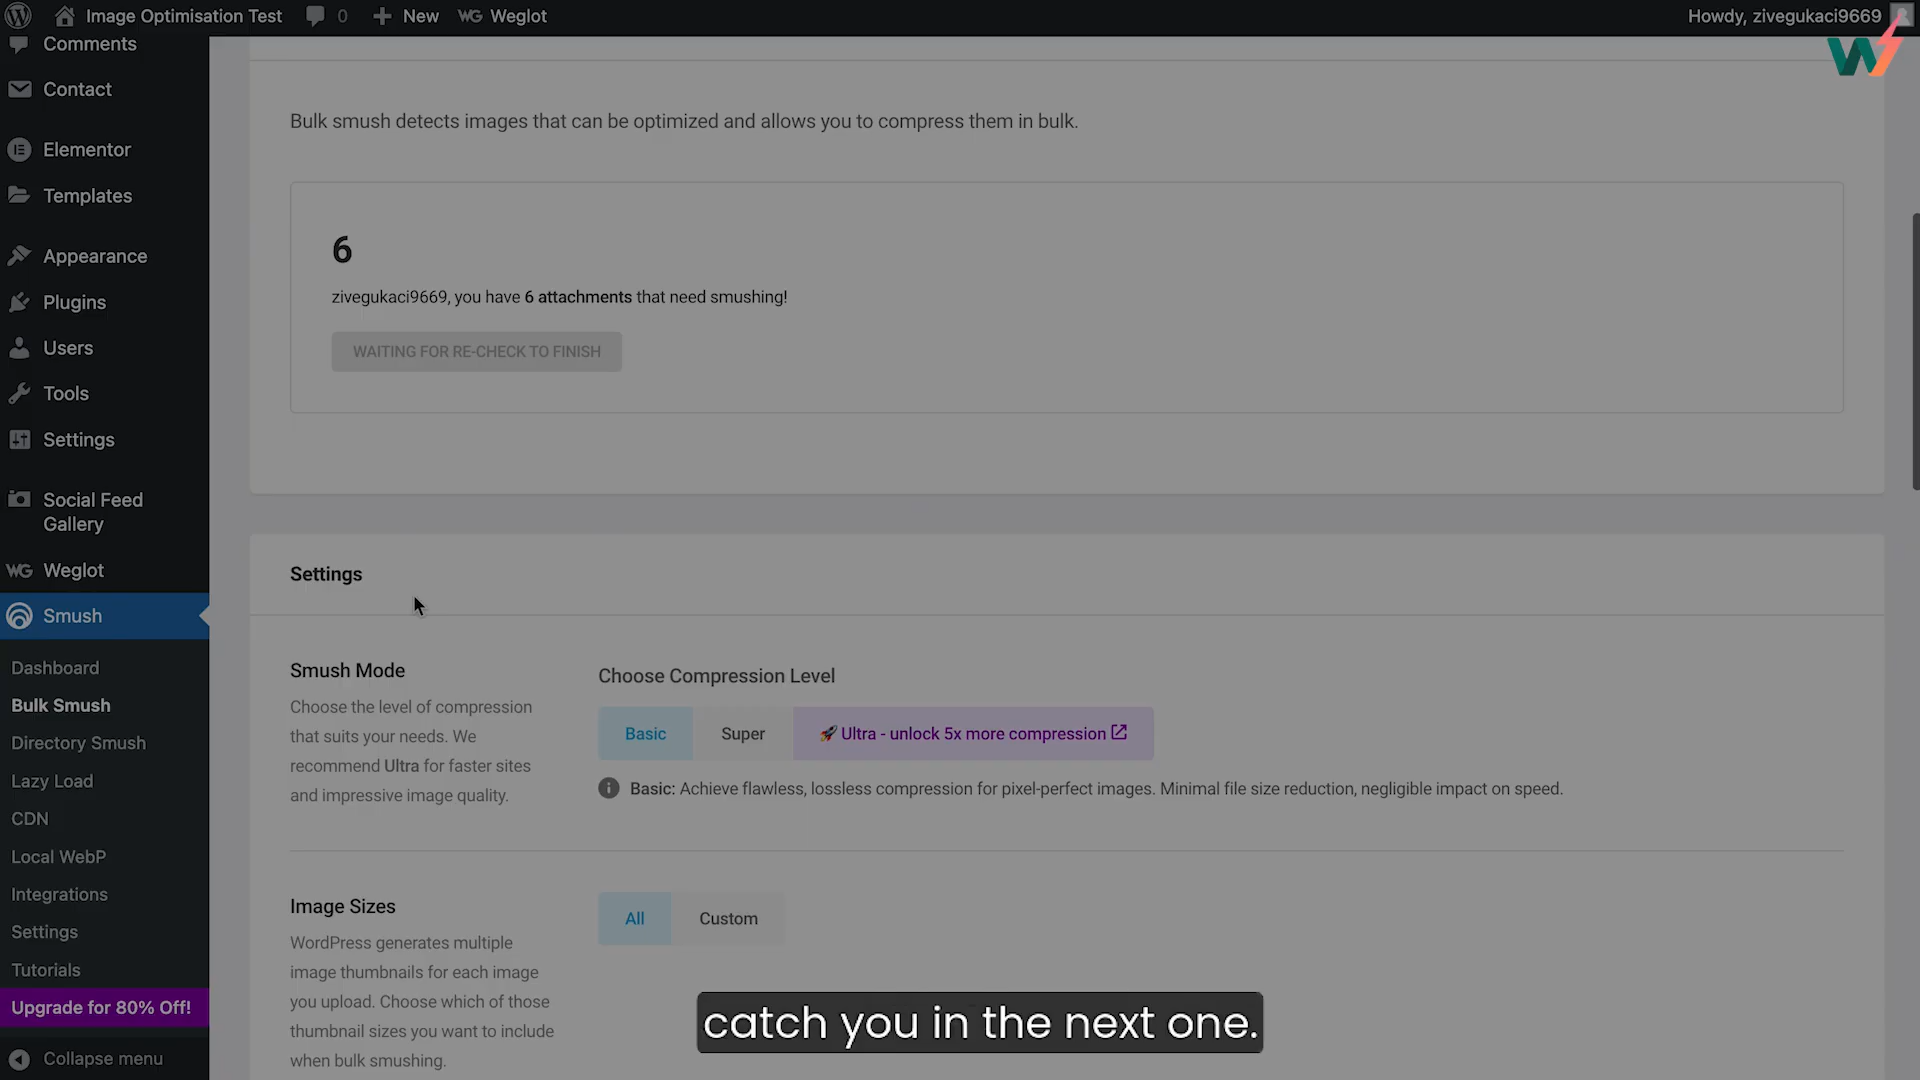 Image Optimisation Test
0
New
WG Weglot
Howdy, zivegukaci9669
Comments
Contact
Elementor
Templates
Appearance
Plugins
Users
Tools
Settings
Social Feed
Gallery
WG Weglot
Smush
Dashboard
Bulk Smush
Directory Smush
Lazy Load
CDN
Local WebP
Integrations
Settings
Tutorials
Upgrade for 80% Off!
Collapse menu
Bulk smush detects images that can be optimized and allows you to compress them in bulk.
6
zivegukaci9669, you have 6 attachments that need smushing!
WAITING FOR RE-CHECK TO FINISH
Settings
Smush Mode
Choose the level of compression
that suits your needs. We
recommend Ultra for faster sites
and impressive image quality.
Choose Compression Level
Basic
Super
Ultra - unlock 5x more compression
Basic: Achieve flawless, lossless compression for pixel-perfect images. Minimal file size reduction, negligible impact on speed.
Image Sizes
WordPress generates multiple
image thumbnails for each image
you upload. Choose which of those
thumbnail sizes you want to include
when bulk smushing.
All
Custom
catch you in the next one.